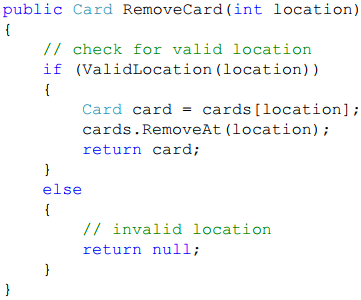 public Card RemoveCard(int location)
{
    // check for valid location
    if (ValidLocation(location))
    {
        Card card = cards[location];
        cards.RemoveAt(location);
        return card;
    }
    else
    {
        // invalid location
        return null;
    }
}